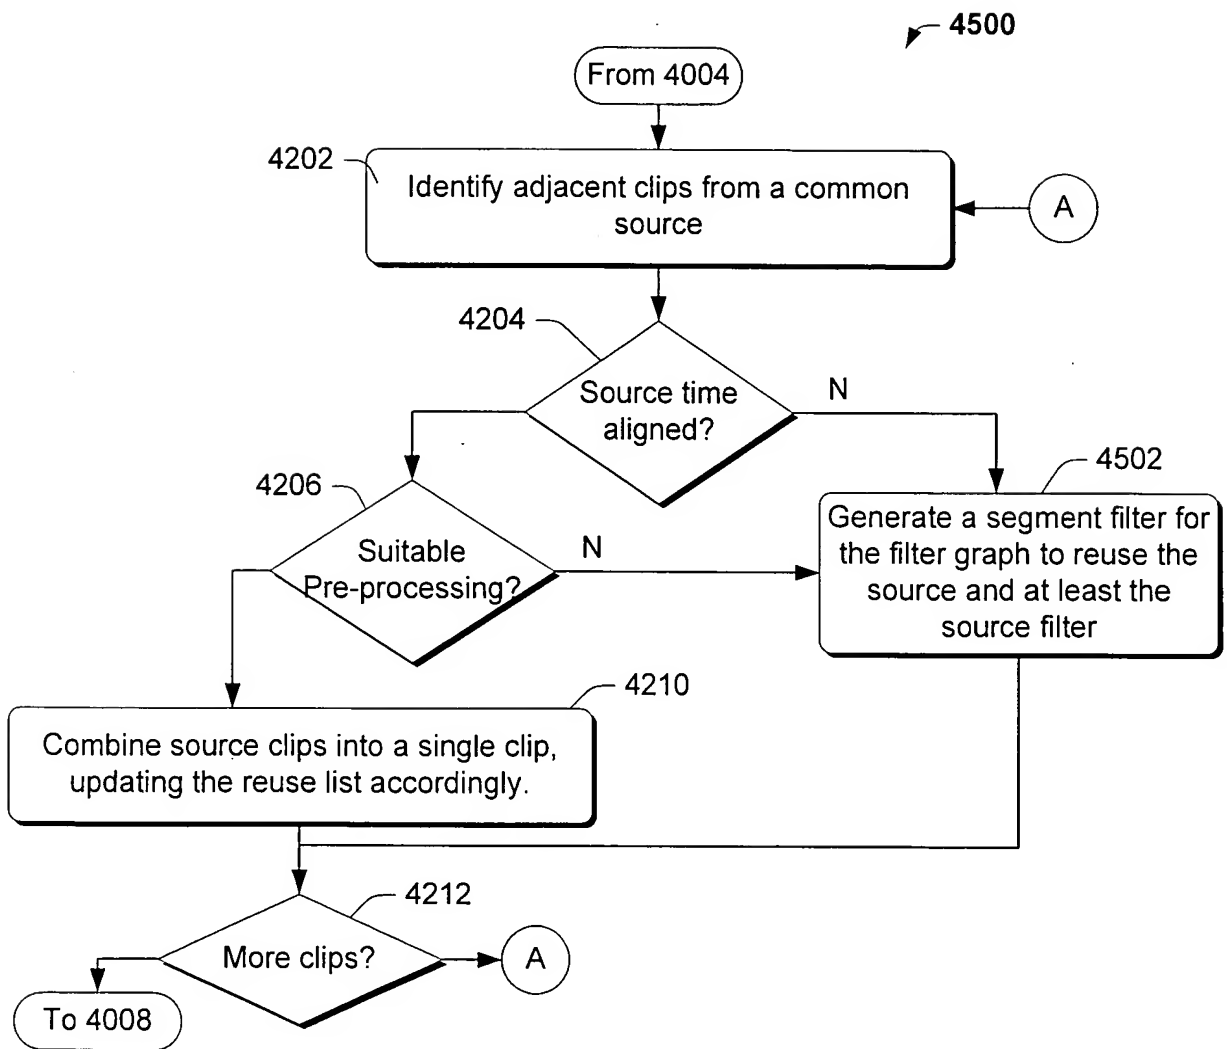 4500
From 4004
4202
Identify adjacent clips from a common
source
A
4204
Source time
aligned?
N
4206
Suitable
Pre-processing?
N
4502
Generate a segment filter for
the filter graph to reuse the
source and at least the
source filter
4210
Combine source clips into a single clip,
updating the reuse list accordingly.
4212
More clips?
A
To 4008